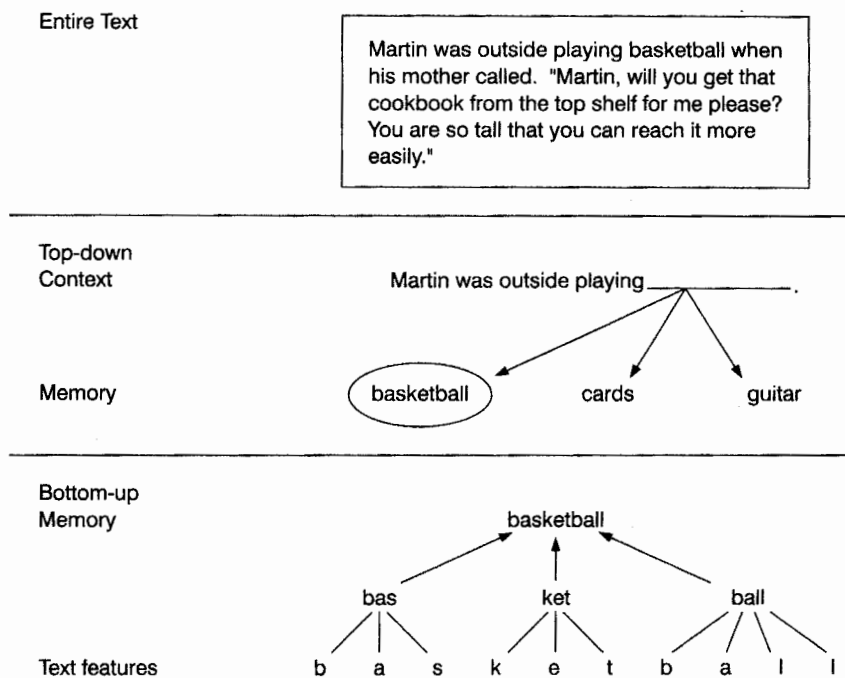 Entire Text
Martin was outside playing basketball when
his mother called. "Martin, will you get that
cookbook from the top shelf for me please?
You are so tall that you can reach it more
easily."
Top-down
Context
Martin was outside playing ____________.
Memory
basketball cards guitar
Bottom-up
Memory
basketball
bas ket ball
Text features
b a s k e t b a l l